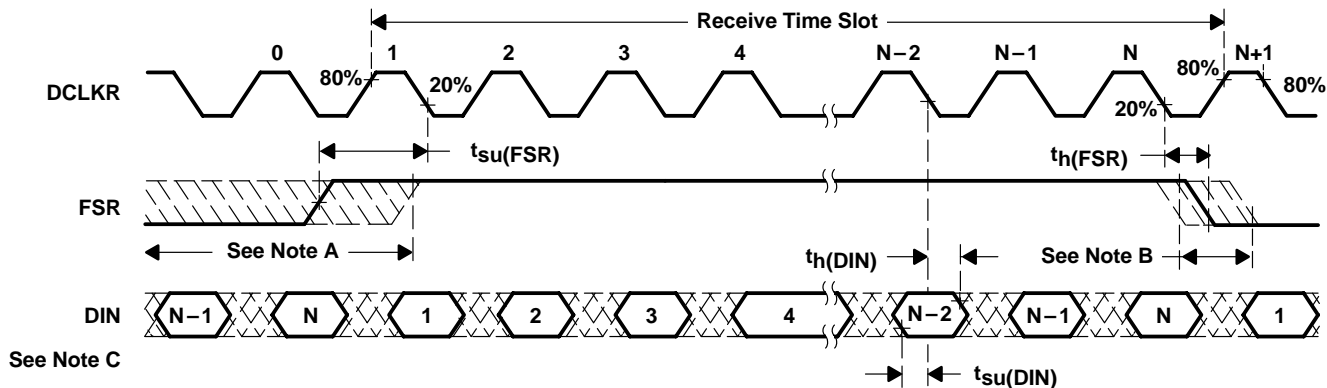 Receive Time Slot
0 1 2 3 4 N−2 N−1 N N+1
80% 20% 80% 80%
DCLKR
20%
tsu(FSR) th(FSR)
FSR
See Note A th(DIN) See Note B
DIN N−1 N 1 2 3 4 N−2 N−1 N 1
See Note C
tsu(DIN)